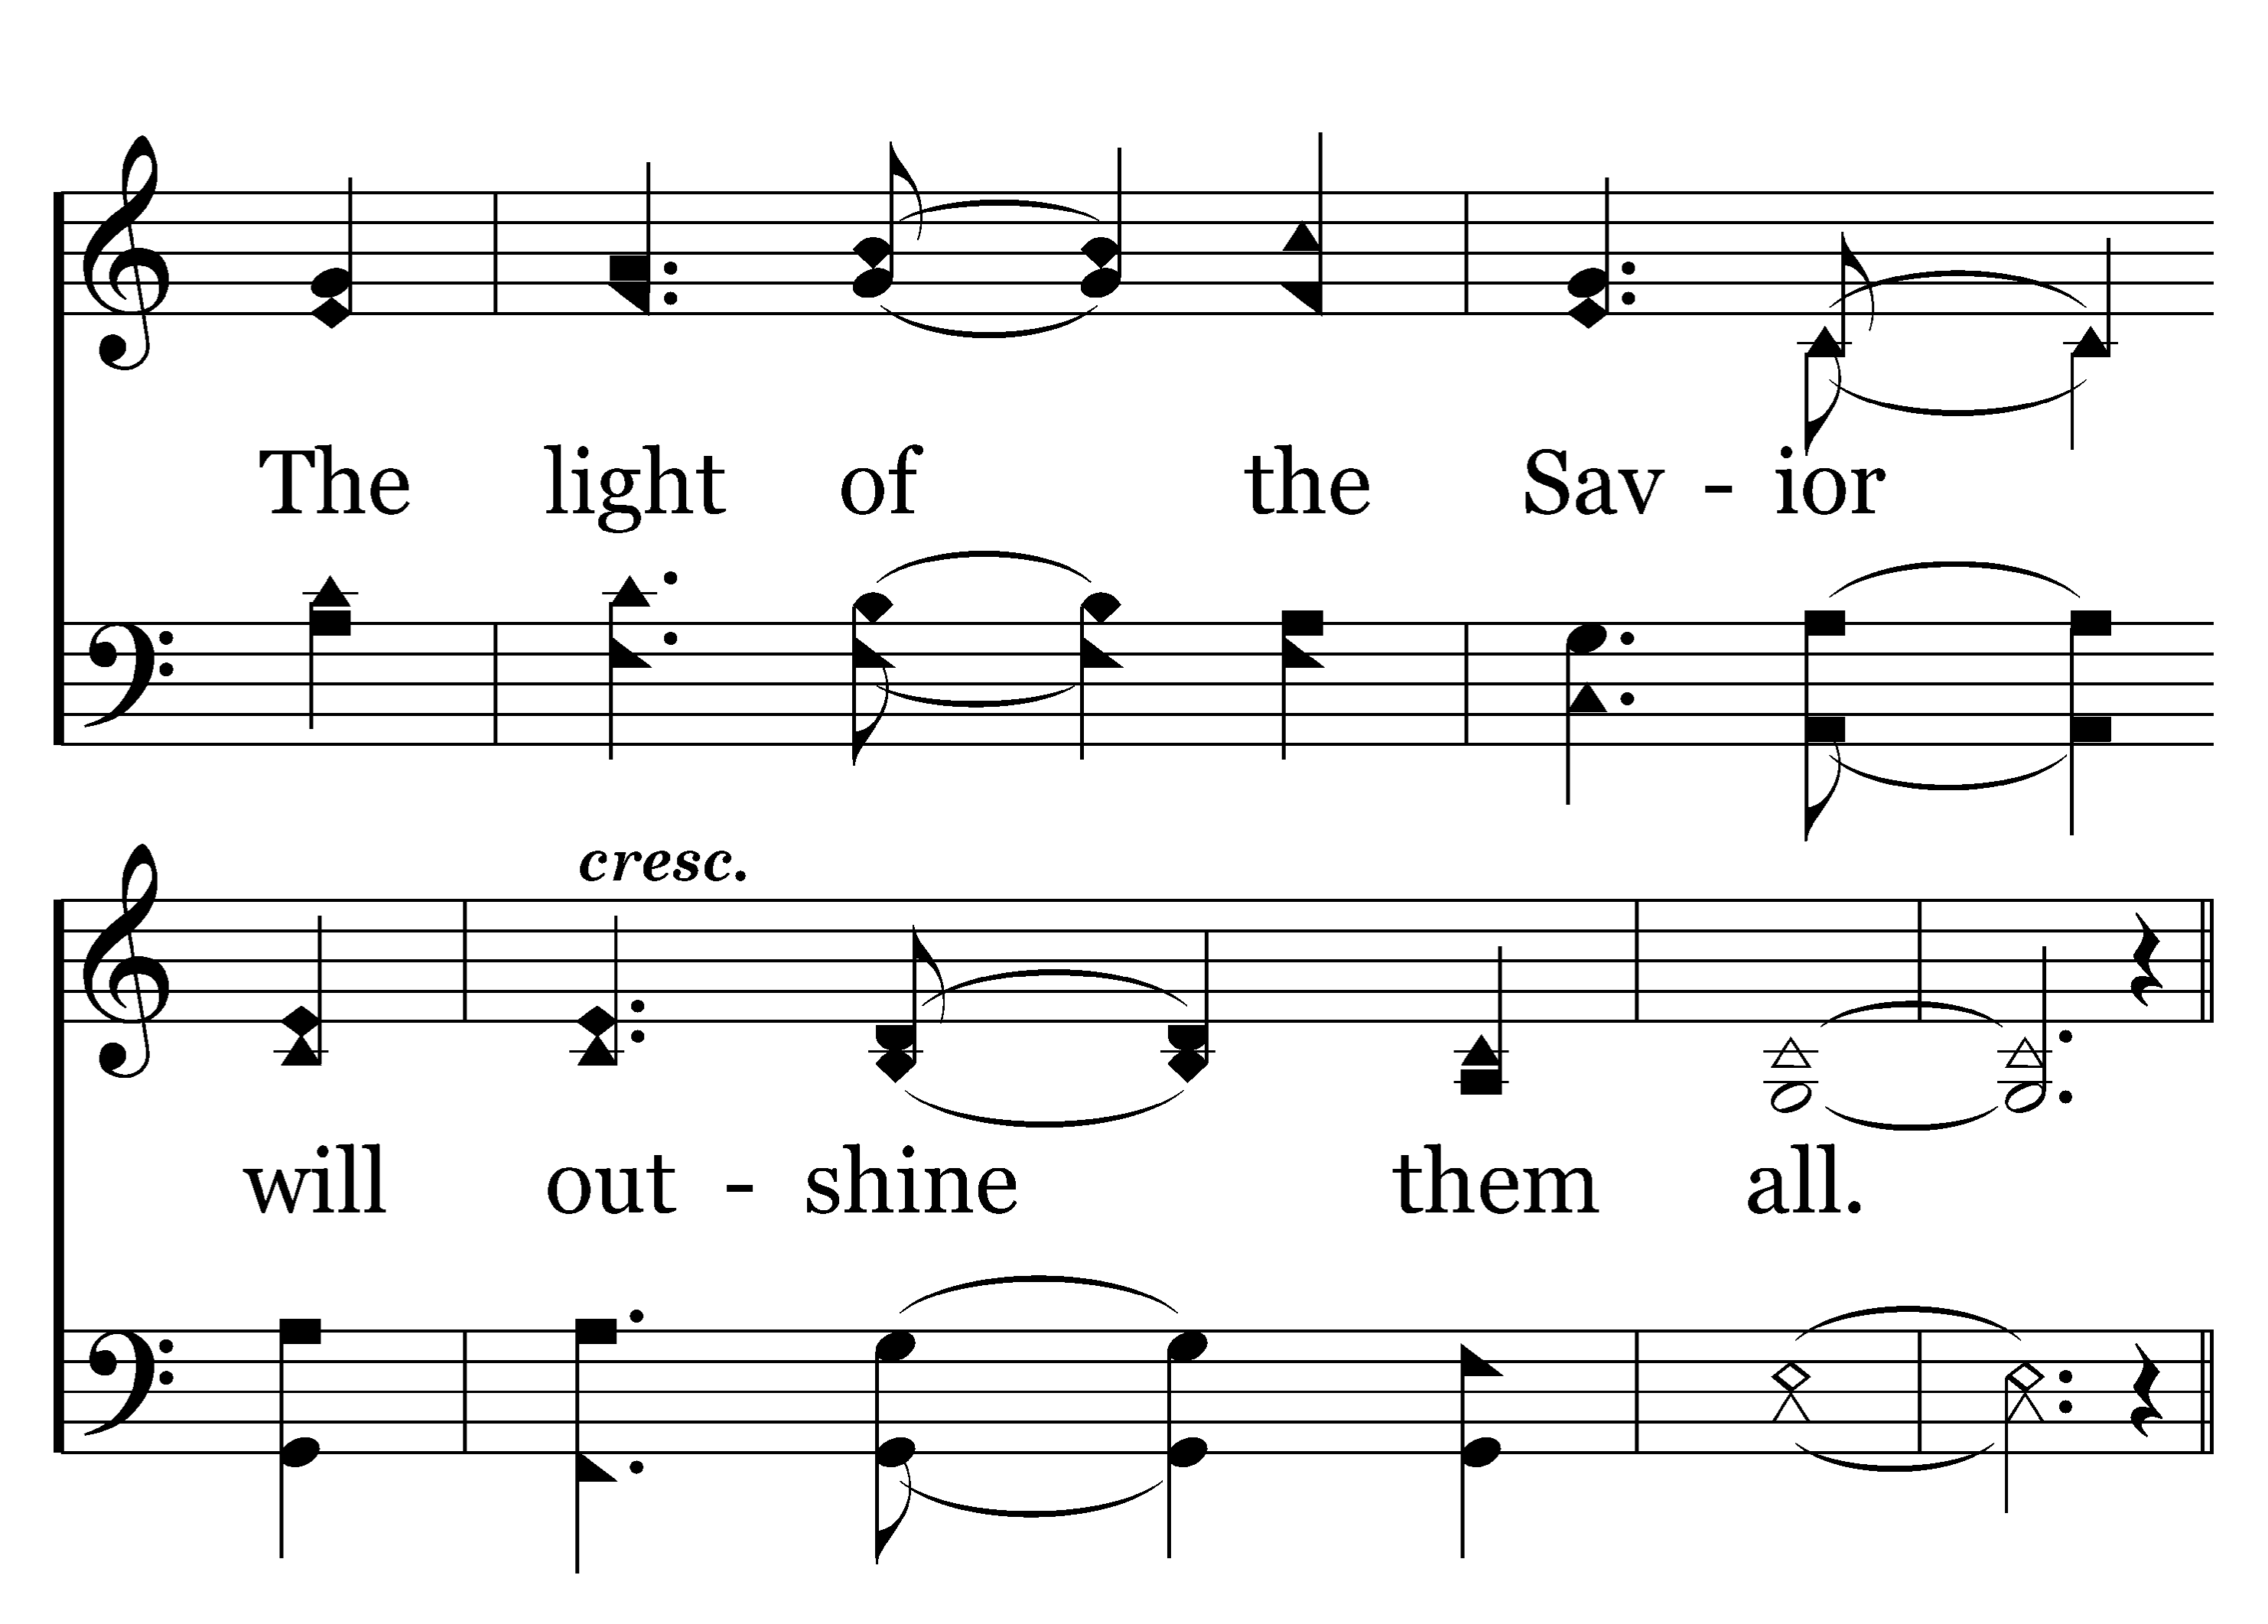 The light of the Sav - ior
cresc.
will out - shine them all.